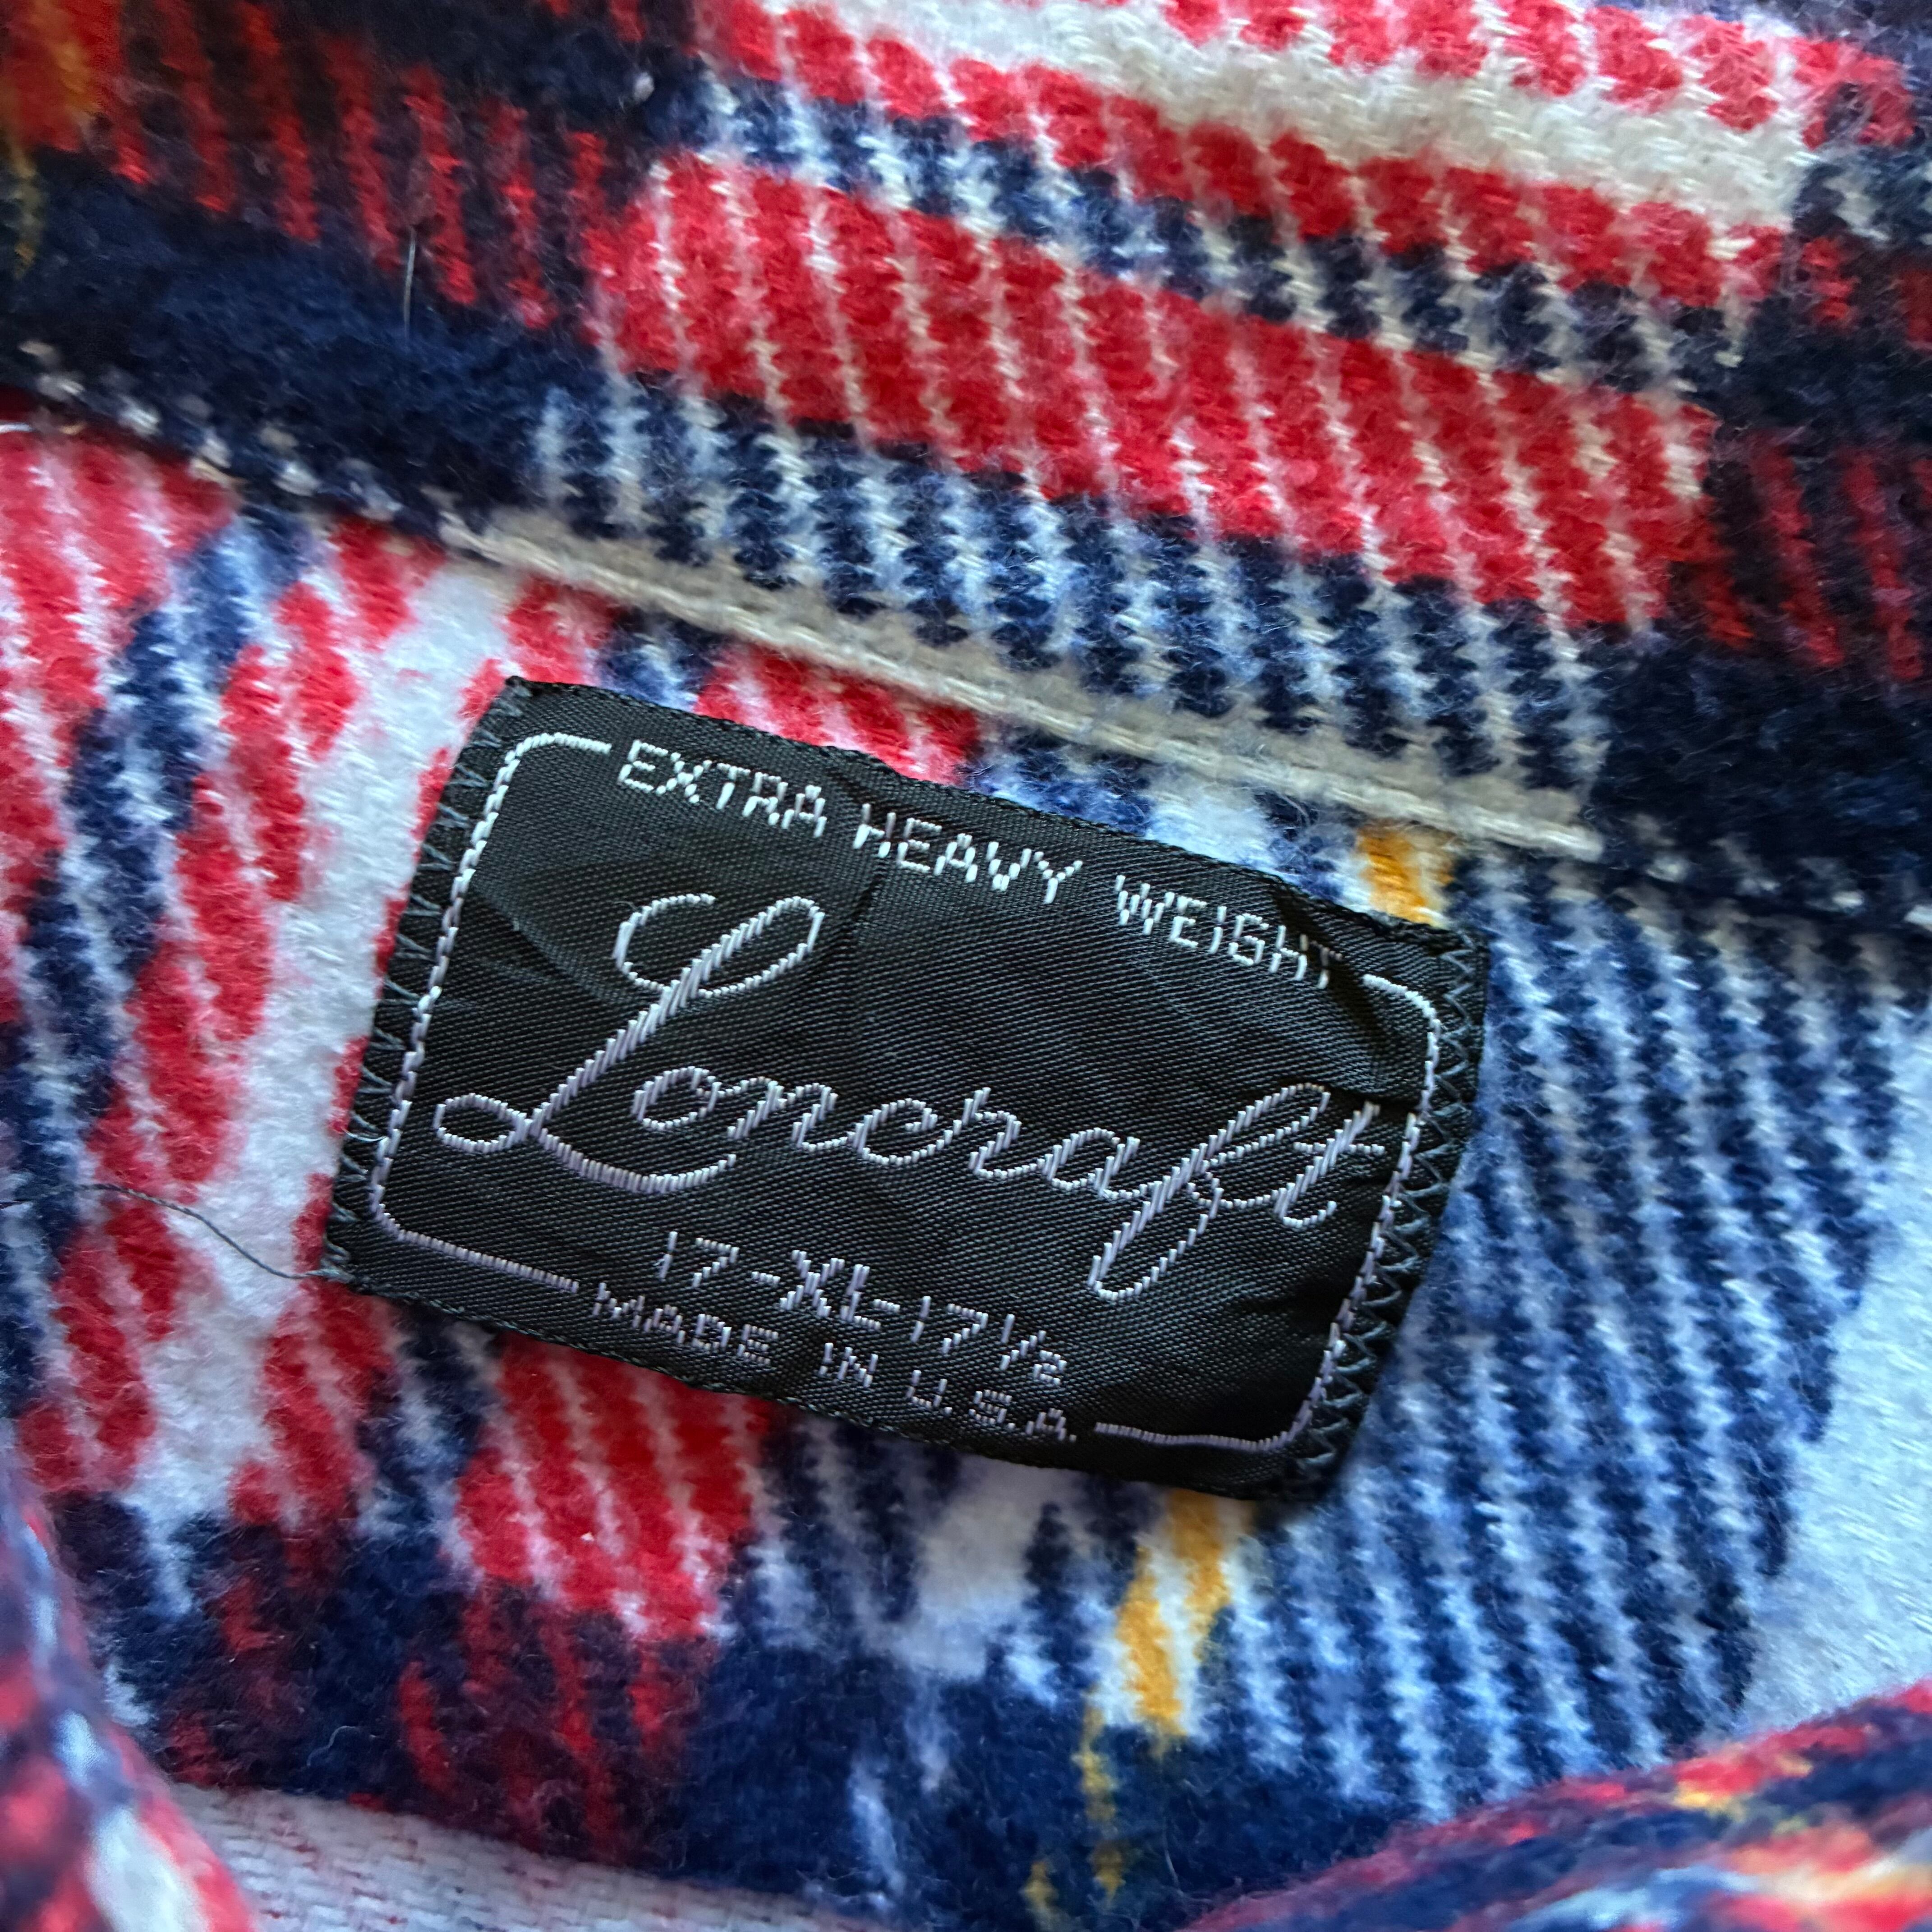 EXTRA HEAVY WEIGHT
Loncraft
17-XL-17½
MADE IN U.S.A.